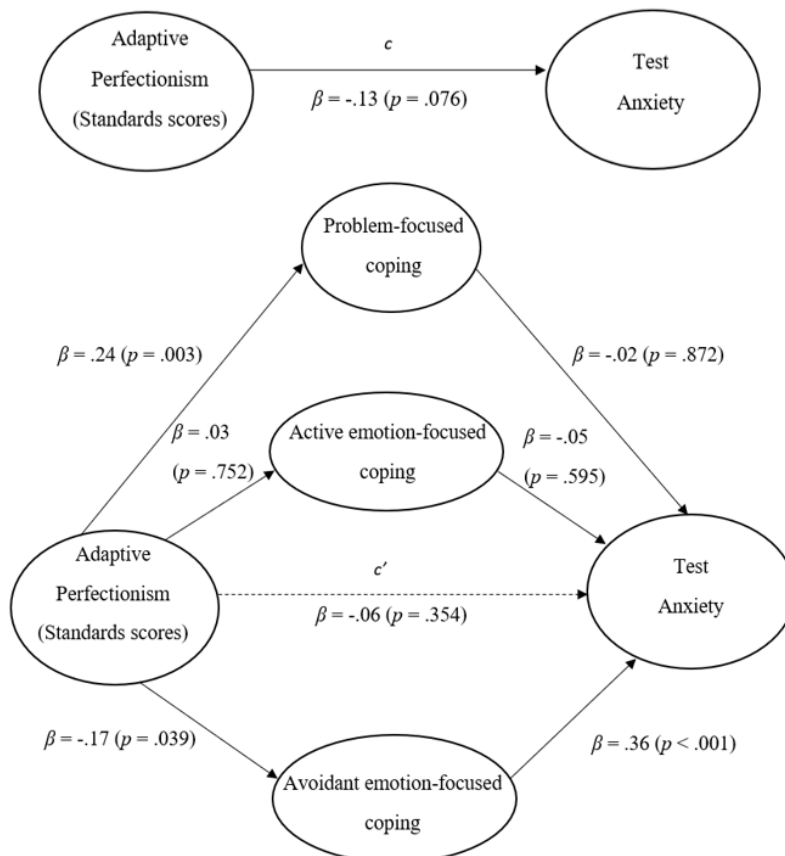 Adaptive
Perfectionism
(Standards scores)
c
β = -.13 (p = .076)
Test
Anxiety
Problem-focused
coping
β = .24 (p = .003)
β = -.02 (p = .872)
β = .03
(p = .752)
Active emotion-focused
coping
β = -.05
(p = .595)
Adaptive
Perfectionism
(Standards scores)
c′
β = -.06 (p = .354)
Test
Anxiety
β = -.17 (p = .039)
β = .36 (p < .001)
Avoidant emotion-focused
coping